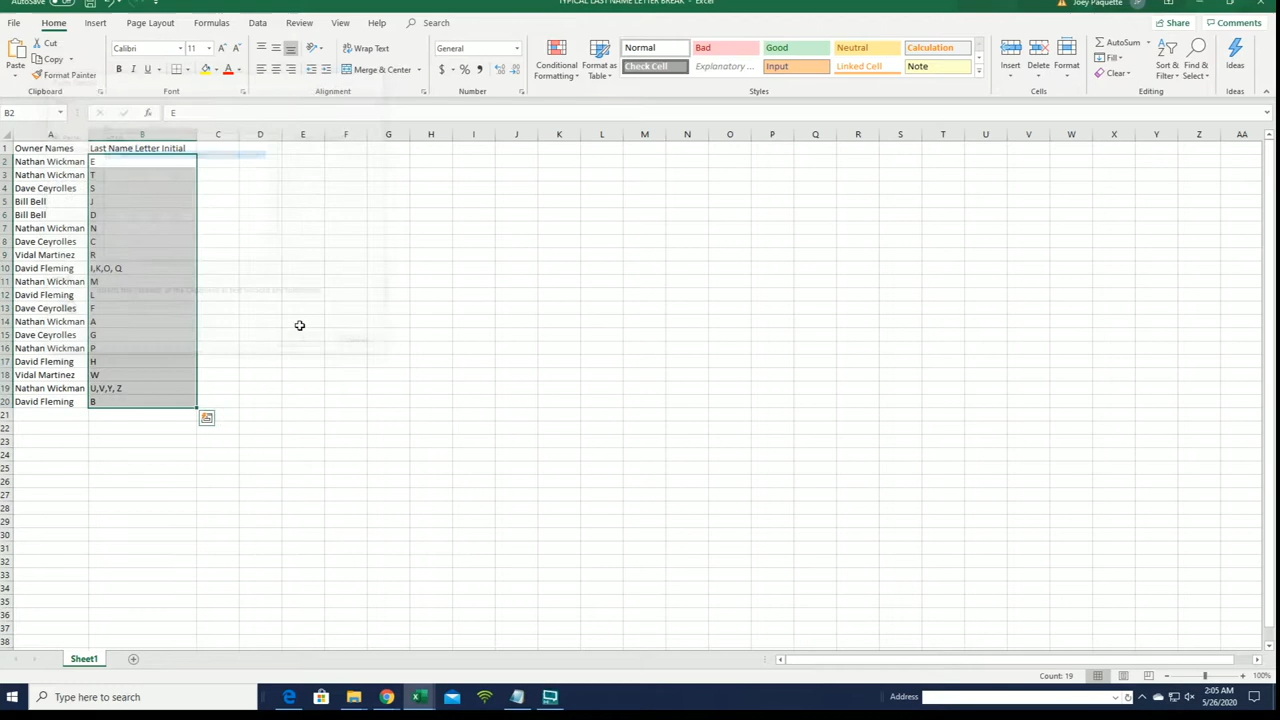 AutoSave Off TYPICAL LAST NAME LETTER BREAK - Excel Joey Paquette JP
File Home Insert Page Layout Formulas Data Review View Help Search Share Comments
Paste Cut Copy Format Painter Clipboard
Calibri 11 A A B I U A Font
Wrap Text Merge & Center Alignment
General $ % , Number
Conditional Formatting Format as Table
Normal Bad Good Neutral Calculation
Check Cell Explanatory ... Input Linked Cell Note
Styles
Insert Delete Format Cells
AutoSum Fill Clear Sort & Filter Find & Select Editing
Ideas Ideas
B2 fx E
A B C D E F G H I J K L M N O P Q R S T U V W X Y Z AA
1 Owner Names Last Name Letter Initial
2 Nathan Wickman E
3 Nathan Wickman T
4 Dave Ceyrolles S
5 Bill Bell J
6 Bill Bell D
7 Nathan Wickman N
8 Dave Ceyrolles C
9 Vidal Martinez R
10 David Fleming I,K,O, Q
11 Nathan Wickman M
12 David Fleming L
13 Dave Ceyrolles F
14 Nathan Wickman A
15 Dave Ceyrolles G
16 Nathan Wickman P
17 David Fleming H
18 Vidal Martinez W
19 Nathan Wickman U,V,Y, Z
20 David Fleming B
21
22
23
24
25
26
27
28
29
30
31
32
33
34
35
36
37
38
Sheet1
Count: 19 100%
Type here to search Address 2:05 AM
5/26/2020